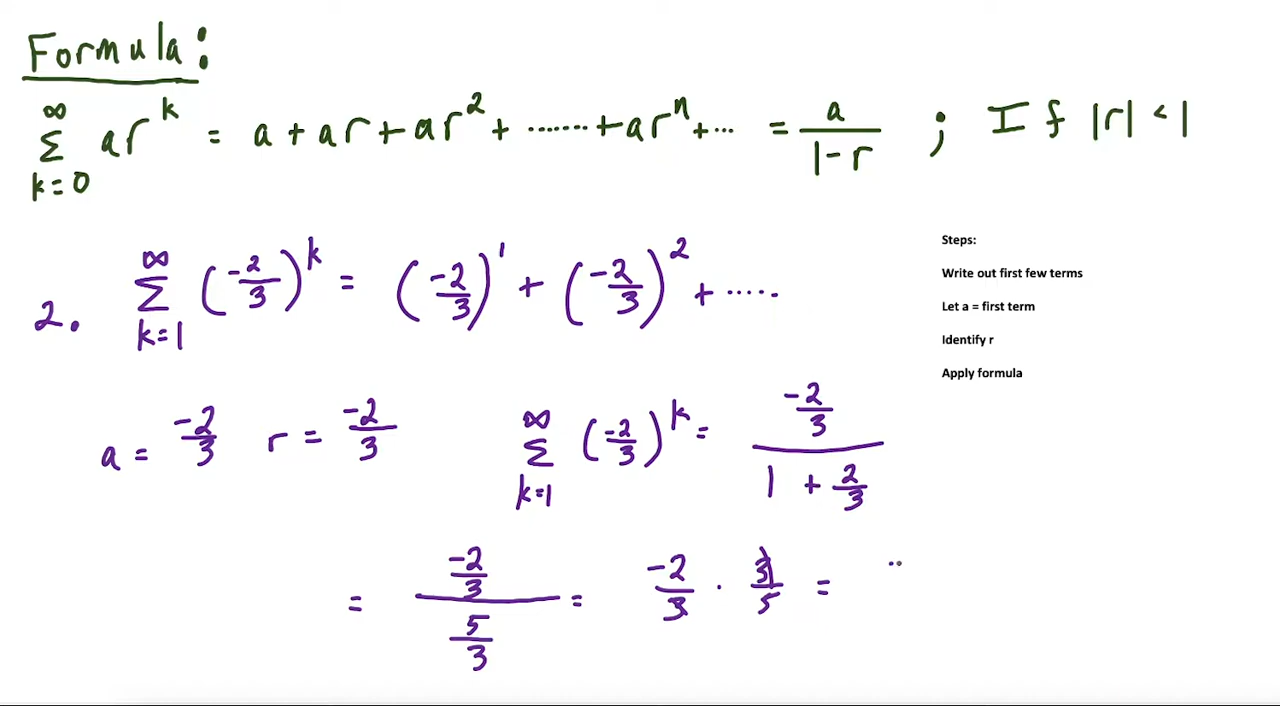 Formula:
∞ Σ k=0 ar^k = a + ar + ar^2 + ....... + ar^n + ... = a/(1-r) ; If |r| < 1
Steps:
Write out first few terms
Let a = first term
Identify r
Apply formula
2. ∞ Σ k=1 (-2/3)^k = (-2/3)^1 + (-2/3)^2 + .....
a = -2/3 r = -2/3 ∞ Σ k=1 (-2/3)^k = (-2/3)/(1 + 2/3)
= (-2/3)/(5/3) = -2/3 · 3/5 =